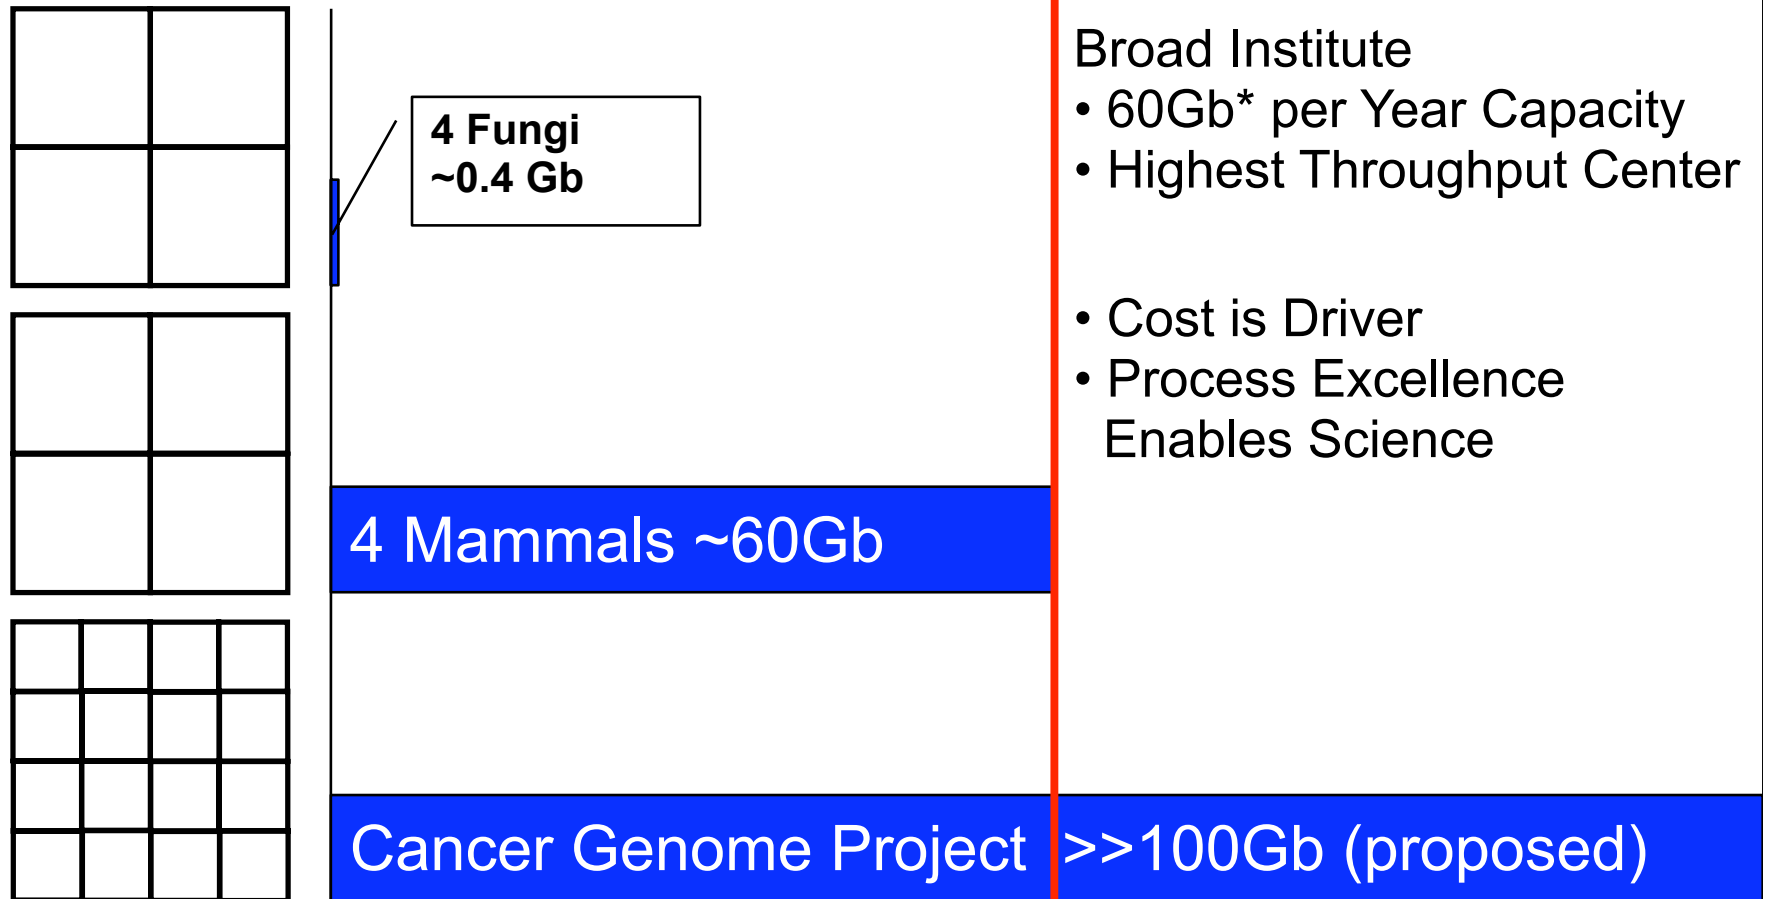 4 Fungi
~0.4 Gb
4 Mammals ~60Gb
Cancer Genome Project >>100Gb (proposed)
Broad Institute
• 60Gb* per Year Capacity
• Highest Throughput Center
• Cost is Driver
• Process Excellence
Enables Science